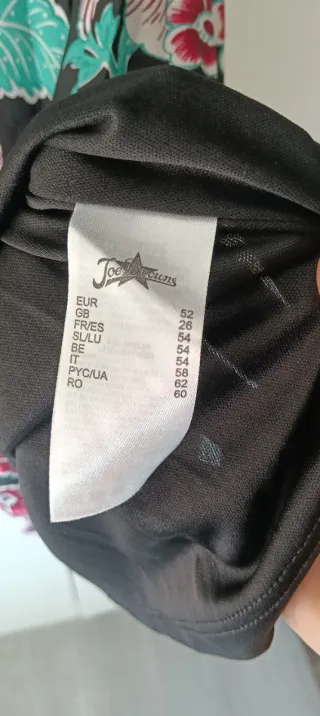 Joe Browns
EUR 52
GB 26
FR/ES 54
SL/LU 54
BE 54
IT 58
PYC/UA 62
RO 60